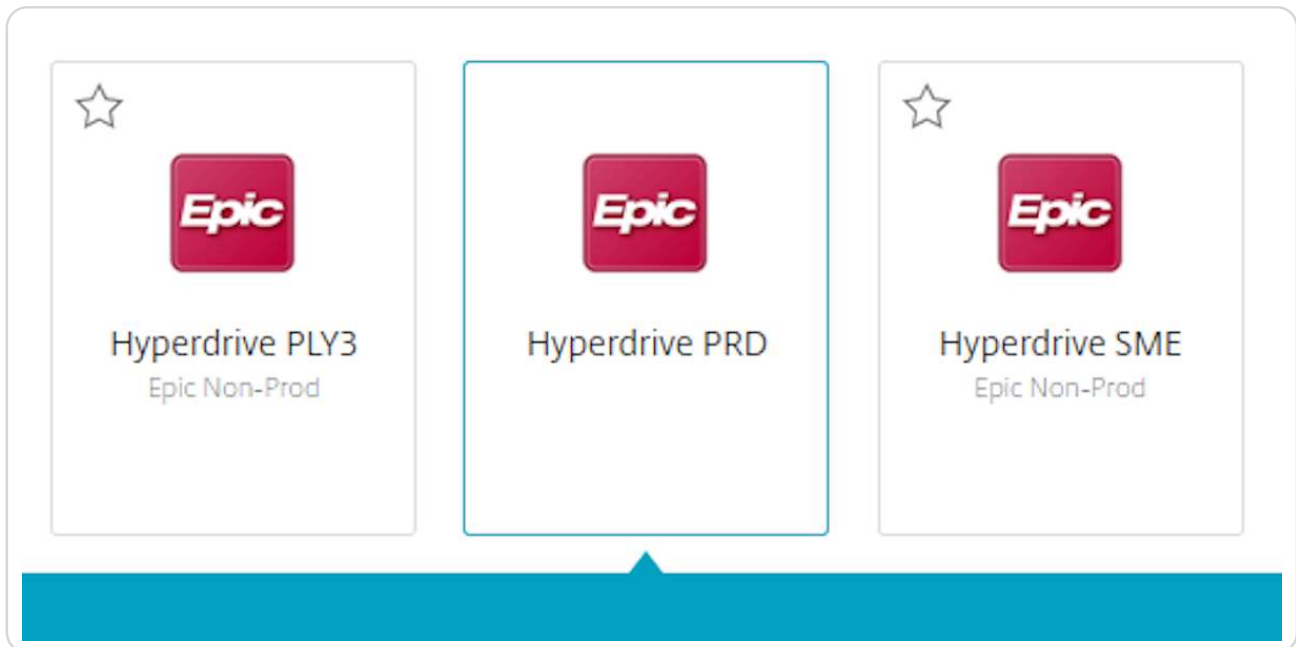 Epic
Hyperdrive PLY3
Epic Non-Prod
Epic
Hyperdrive PRD
Epic
Hyperdrive SME
Epic Non-Prod